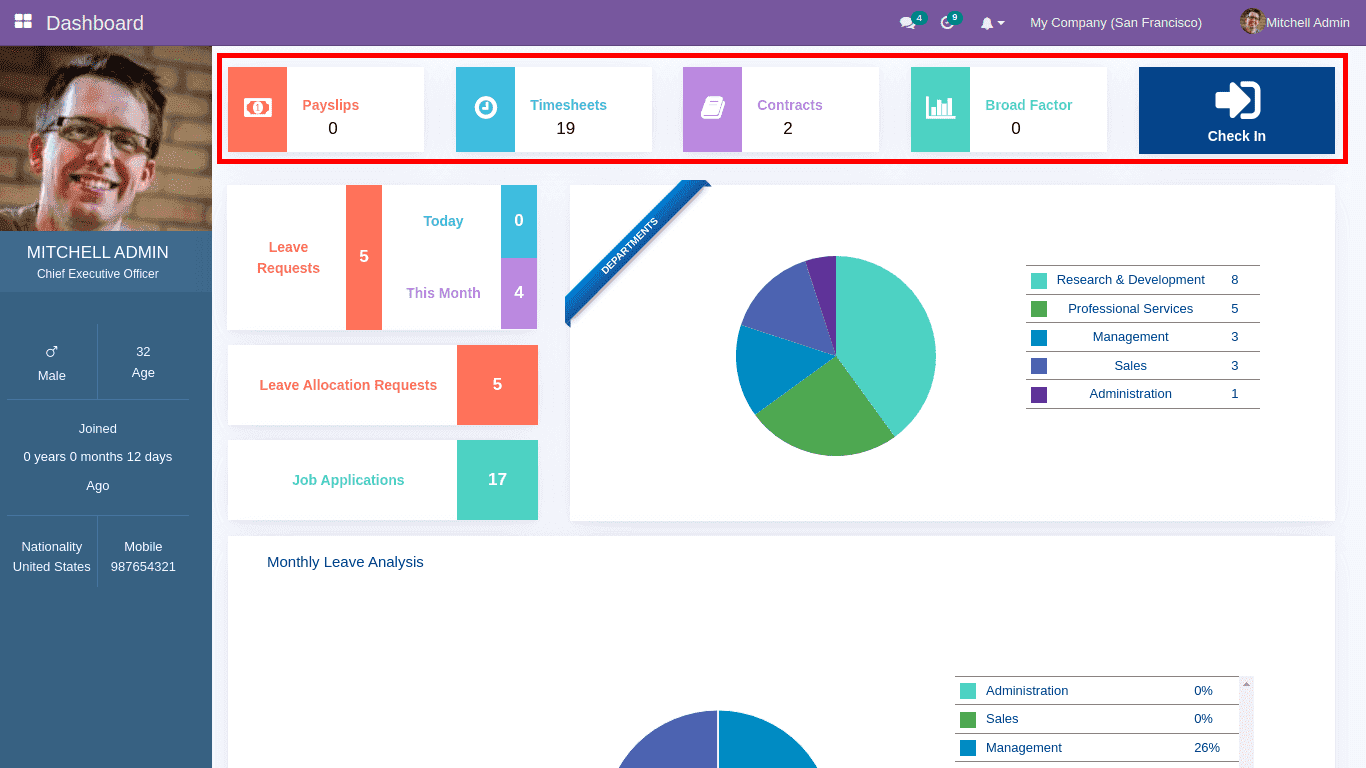 Dashboard
4
9
My Company (San Francisco)
Mitchell Admin
MITCHELL ADMIN
Chief Executive Officer
Male
32
Age
Joined
0 years 0 months 12 days
Ago
Nationality
United States
Mobile
987654321
Payslips
0
Timesheets
19
Contracts
2
Broad Factor
0
Check In
Leave
Requests
5
Today
0
This Month
4
Leave Allocation Requests
5
Job Applications
17
DEPARTMENTS
Research & Development 8
Professional Services 5
Management 3
Sales 3
Administration 1
Monthly Leave Analysis
Administration 0%
Sales 0%
Management 26%